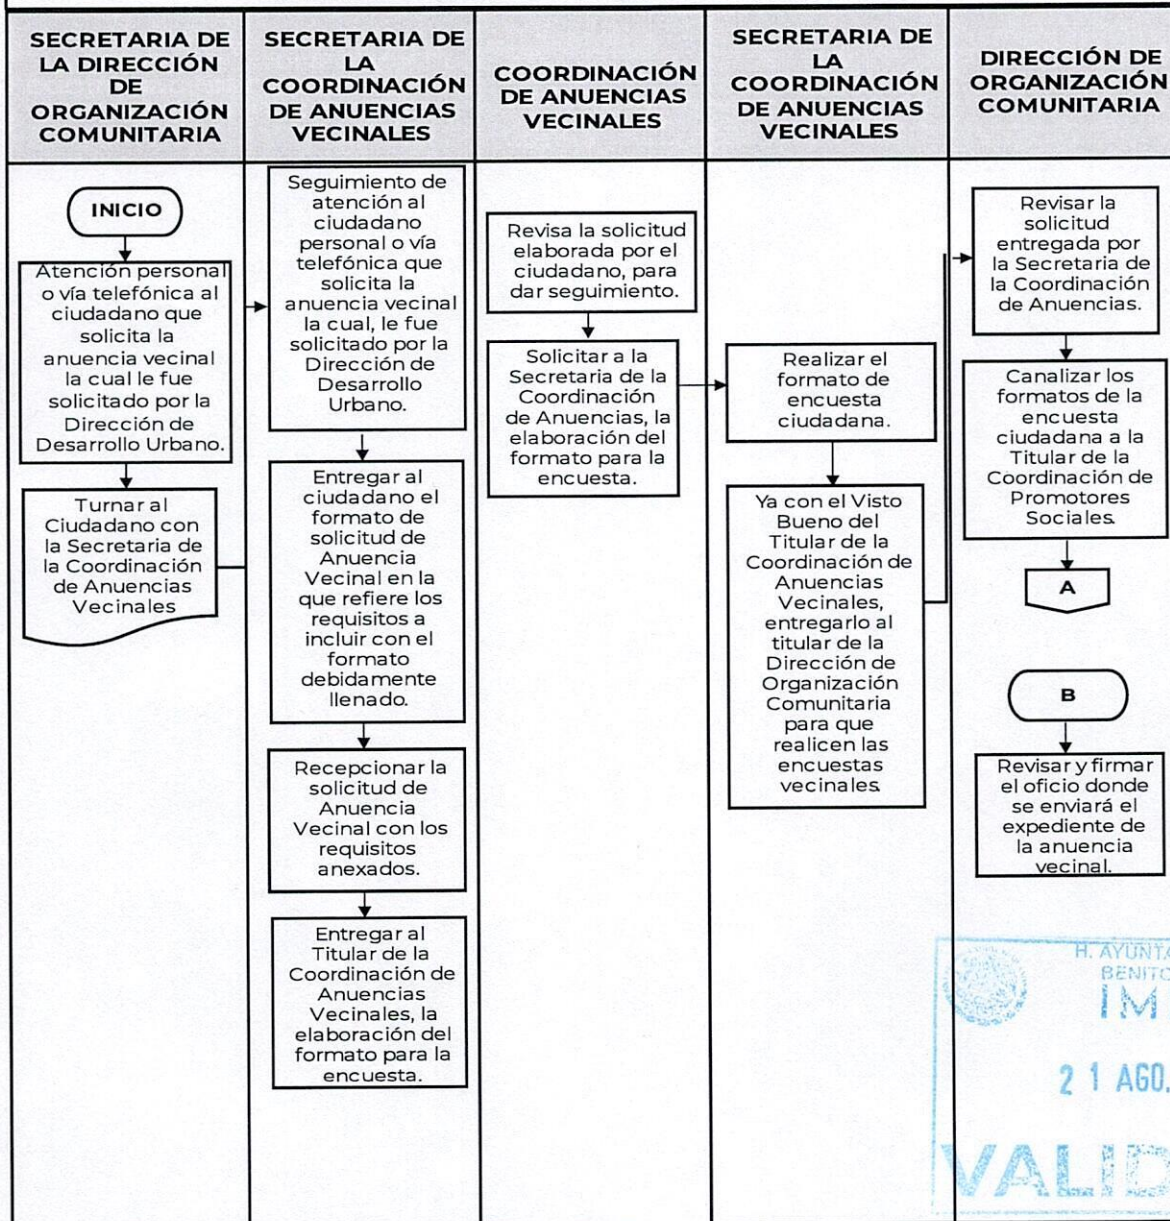 SECRETARIA DE
LA DIRECCIÓN
DE
ORGANIZACIÓN
COMUNITARIA
SECRETARIA DE
LA
COORDINACIÓN
DE ANUENCIAS
VECINALES
COORDINACIÓN
DE ANUENCIAS
VECINALES
SECRETARIA DE
LA
COORDINACIÓN
DE ANUENCIAS
VECINALES
DIRECCIÓN DE
ORGANIZACIÓN
COMUNITARIA
INICIO
Atención personal
o vía telefónica al
ciudadano que
solicita la
anuencia vecinal
la cual le fue
solicitado por la
Dirección de
Desarrollo Urbano.
Turnar al
Ciudadano con
la Secretaria de
la Coordinación
de Anuencias
Vecinales
Seguimiento de
atención al
ciudadano
personal o vía
telefónica que
solicita la
anuencia vecinal
la cual, le fue
solicitado por la
Dirección de
Desarrollo
Urbano.
Entregar al
ciudadano el
formato de
solicitud de
Anuencia
Vecinal en la
que refiere los
requisitos a
incluir con el
formato
debidamente
llenado.
Recepcionar la
solicitud de
Anuencia
Vecinal con los
requisitos
anexados.
Entregar al
Titular de la
Coordinación de
Anuencias
Vecinales, la
elaboración del
formato para la
encuesta.
Revisa la solicitud
elaborada por el
ciudadano, para
dar seguimiento.
Solicitar a la
Secretaria de la
Coordinación
de Anuencias, la
elaboración del
formato para la
encuesta.
Realizar el
formato de
encuesta
ciudadana.
Ya con el Visto
Bueno del
Titular de la
Coordinación de
Anuencias
Vecinales,
entregarlo al
titular de la
Dirección de
Organización
Comunitaria
para que
realicen las
encuestas
vecinales.
Revisar la
solicitud
entregada por
la Secretaria de
la Coordinación
de Anuencias.
Canalizar los
formatos de la
encuesta
ciudadana a la
Titular de la
Coordinación de
Promotores
Sociales.
A
B
Revisar y firmar
el oficio donde
se enviará el
expediente de
la anuencia
vecinal.
H. AYUNTA
BENITO
IM
21 AGO.
VALID